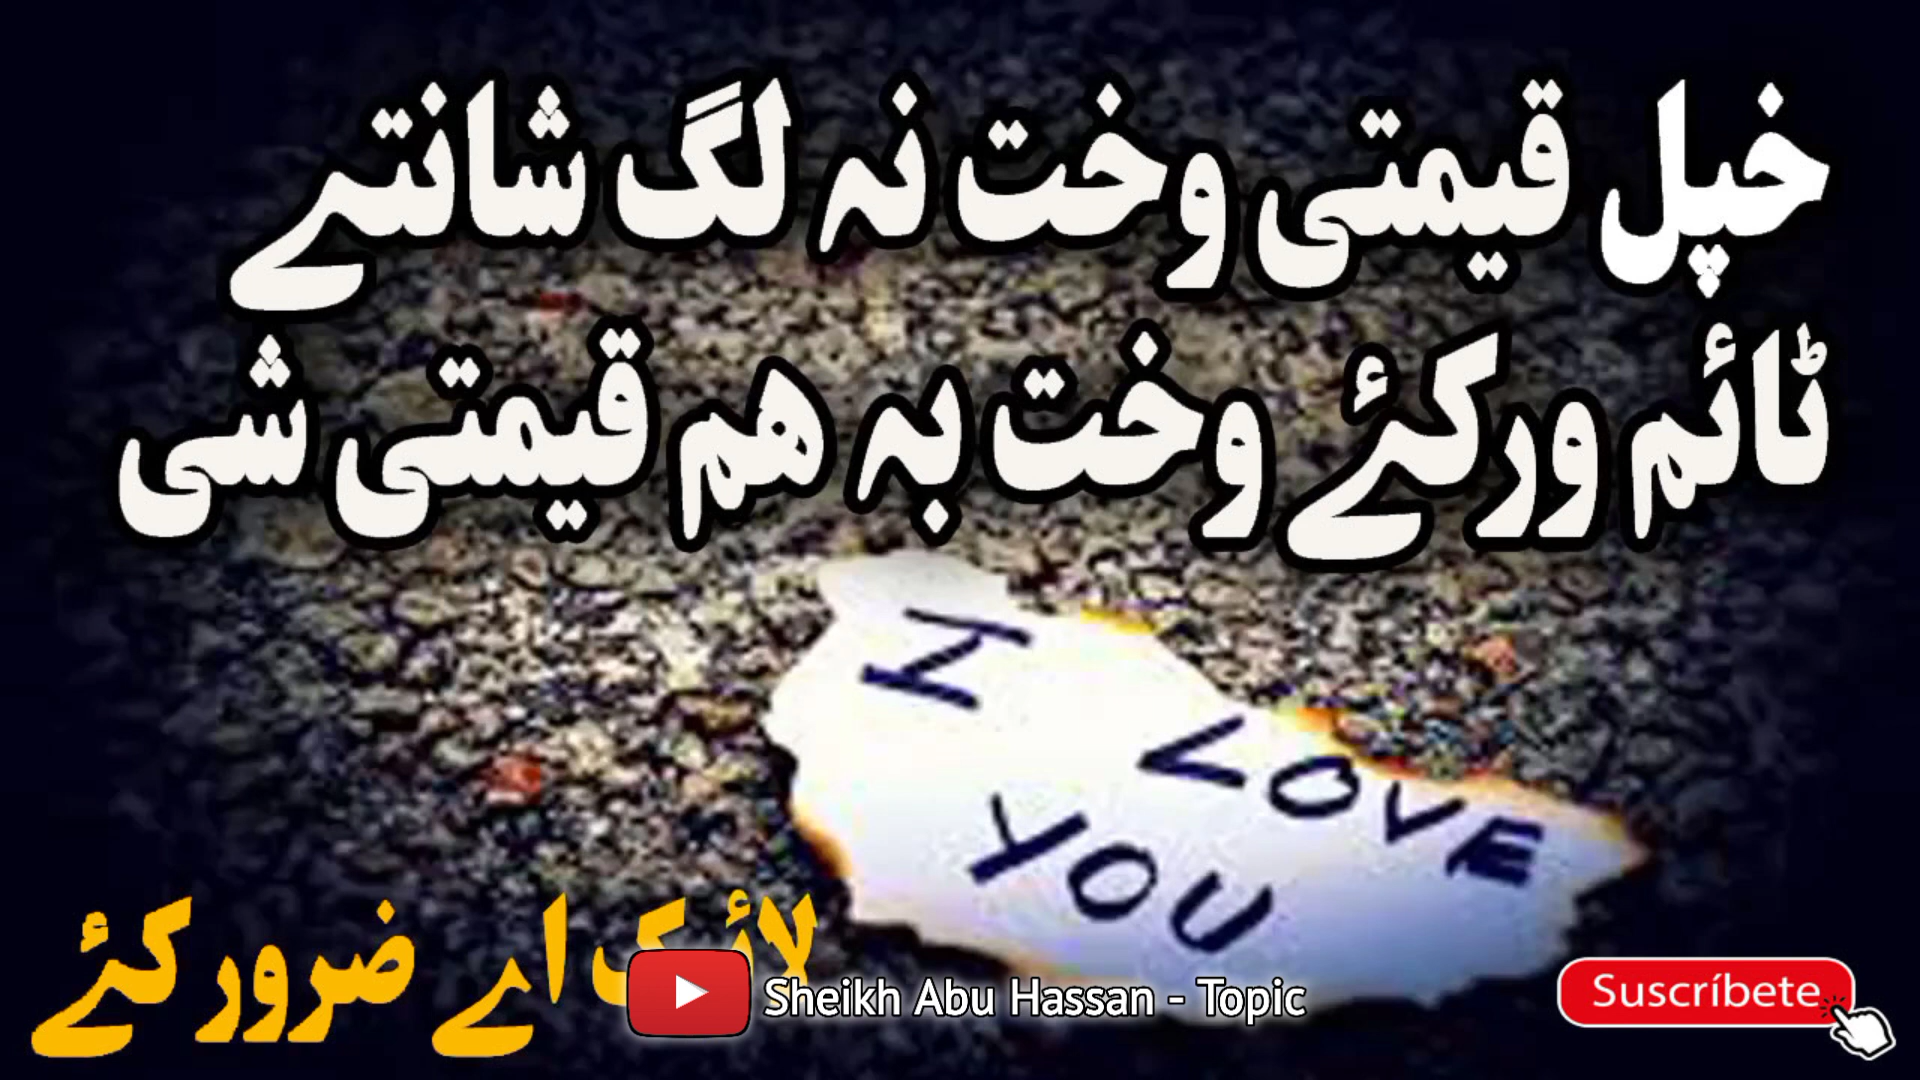 خپل قیمتی وخت نہ لگ شانتے
ٹائم ورکئے وخت بہ ھم قیمتی شی
I LOVE
YOU
لائک اے ضرور کئے
Sheikh Abu Hassan - Topic
Suscríbete